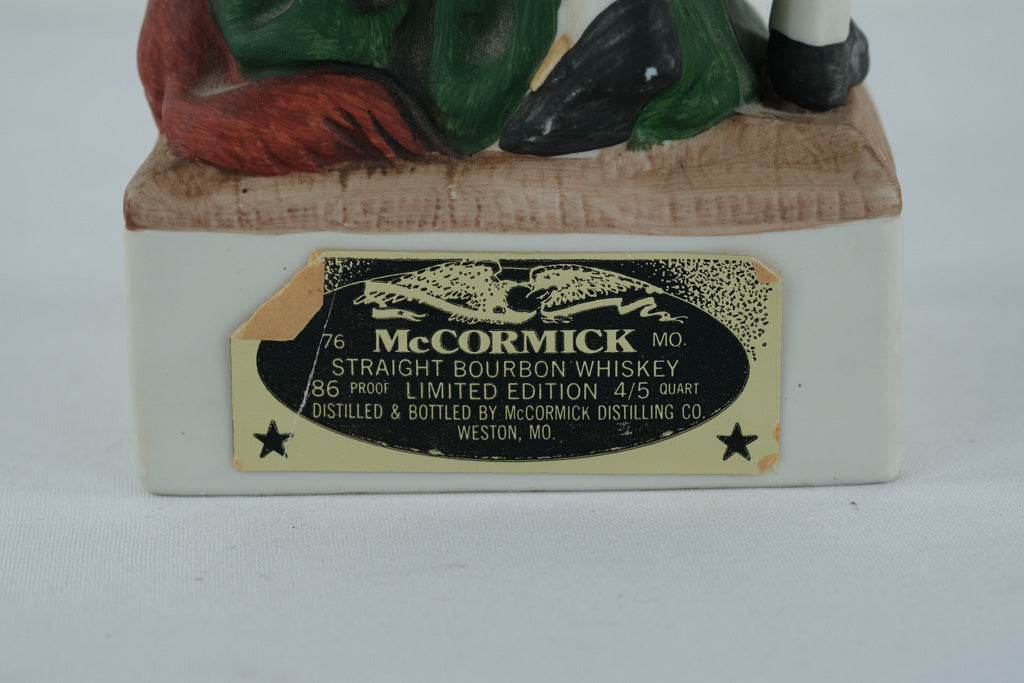 76 McCORMICK MO.
STRAIGHT BOURBON WHISKEY
86 PROOF LIMITED EDITION 4/5 QUART
DISTILLED & BOTTLED BY McCORMICK DISTILLING CO.
WESTON, MO.